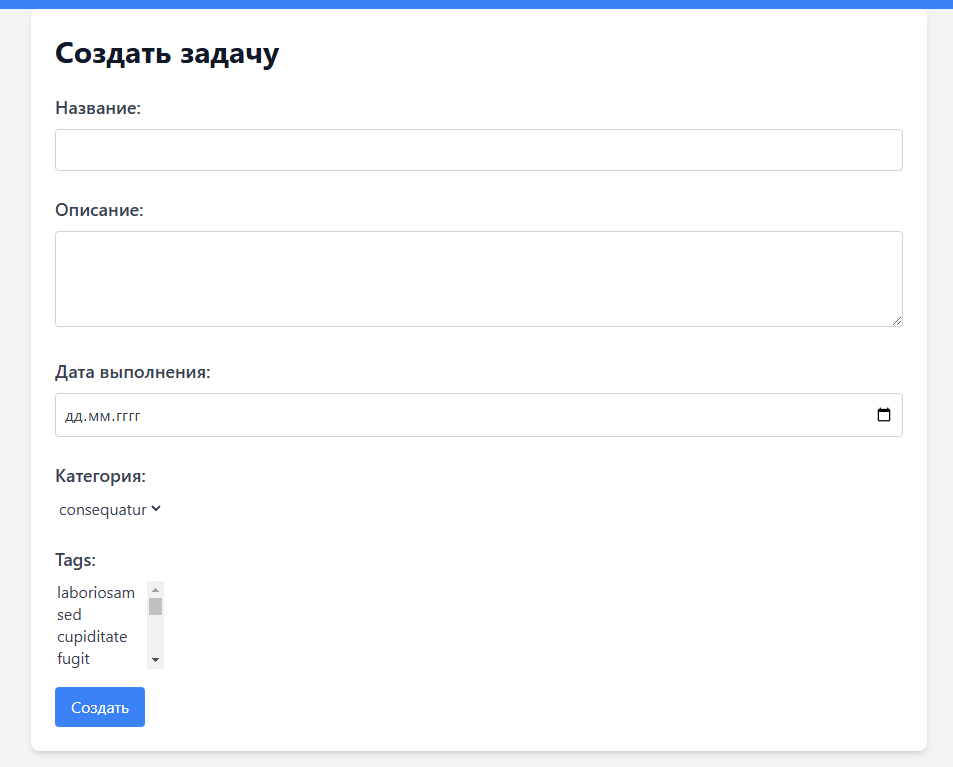 Создать задачу
Название:
Описание:
Дата выполнения:
дд.мм.гггг
Категория:
consequatur
Tags:
laboriosam
sed
cupiditate
fugit
Создать